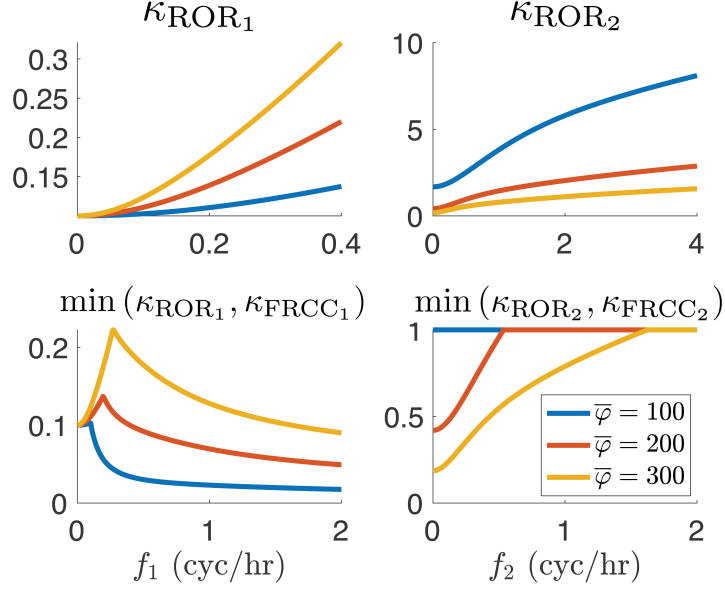 κ_ROR₁
κ_ROR₂
0.3
0.25
0.2
0.15
0
0.2
0.4
10
5
0
0
2
4
min (κ_ROR₁, κ_FRCC₁)
min (κ_ROR₂, κ_FRCC₂)
0.2
0.1
0
0
1
2
f₁ (cyc/hr)
1
0.5
0
0
1
2
f₂ (cyc/hr)
φ̅ = 100
φ̅ = 200
φ̅ = 300